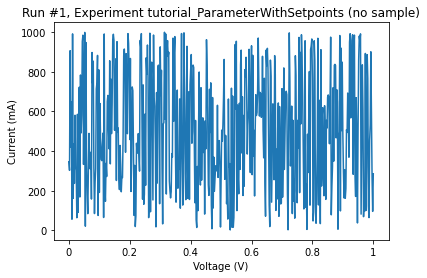 Run #1, Experiment tutorial_ParameterWithSetpoints (no sample)
1000
800
600
400
200
0
Current (mA)
0 0.2 0.4 0.6 0.8 1
Voltage (V)